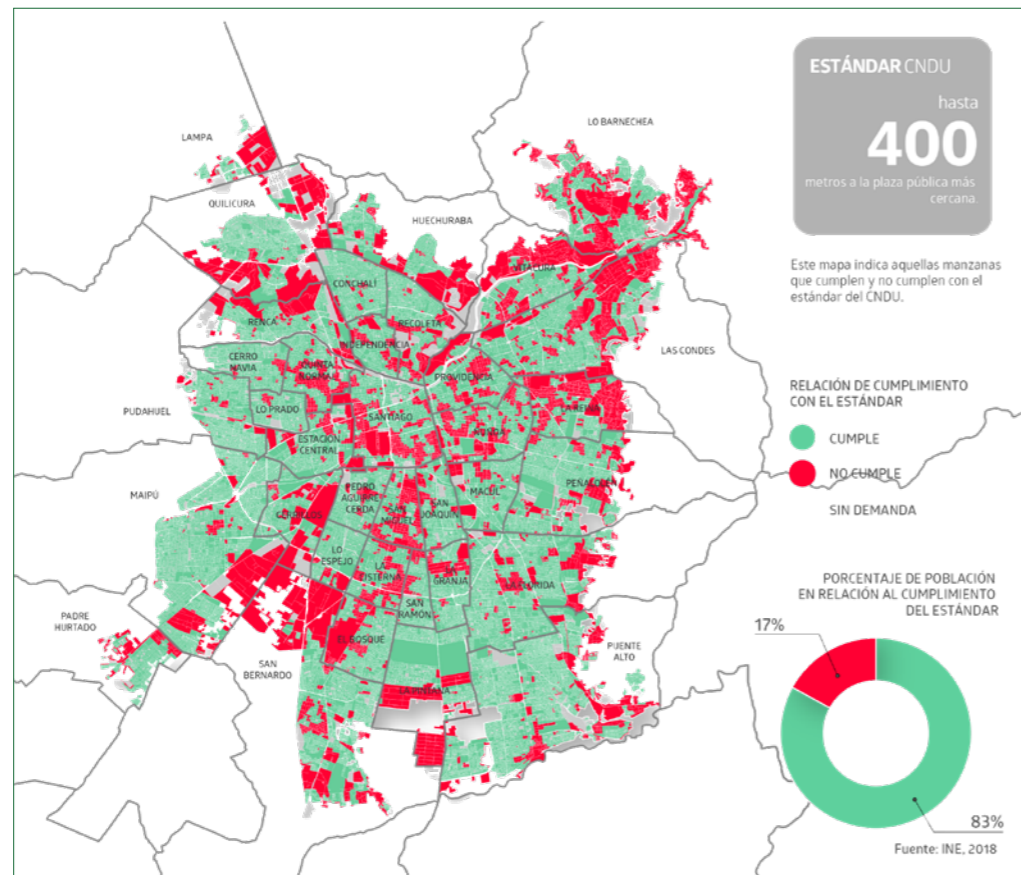 ESTÁNDAR CNDU
hasta
400
metros a la plaza pública más
cercana.
Este mapa indica aquellas manzanas
que cumplen y no cumplen con el
estándar del CNDU.
RELACIÓN DE CUMPLIMIENTO
CON EL ESTÁNDAR
CUMPLE
NO CUMPLE
SIN DEMANDA
PORCENTAJE DE POBLACIÓN
EN RELACIÓN AL CUMPLIMIENTO
DEL ESTÁNDAR
17%
83%
Fuente: INE, 2018
LO BARNECHEA
LAMPA
QUILICURA
HUECHURABA
VITACURA
CONCHALÍ
RENCA
RECOLETA
INDEPENDENCIA
LAS CONDES
CERRO
NAVIA
QUINTA
NORMAL
PROVIDENCIA
PUDAHUEL
LO PRADO
SANTIAGO
LA REINA
ÑUÑOA
ESTACIÓN
CENTRAL
MAIPÚ
CERRILLOS
PEDRO
AGUIRRE
CERDA
SAN
MIGUEL
SAN
JOAQUÍN
MACUL
PEÑALOLÉN
LO
ESPEJO
LA
CISTERNA
LA
GRANJA
LA FLORIDA
SAN
RAMÓN
PADRE
HURTADO
EL BOSQUE
SAN
BERNARDO
PUENTE
ALTO
LA PINTANA